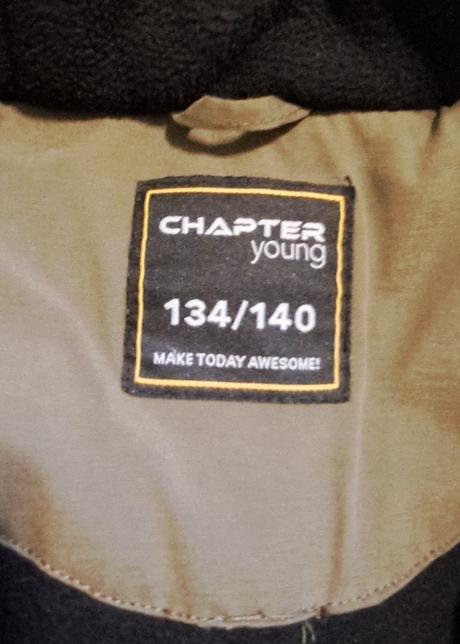 CHAPTER
young
134/140
MAKE TODAY AWESOME!